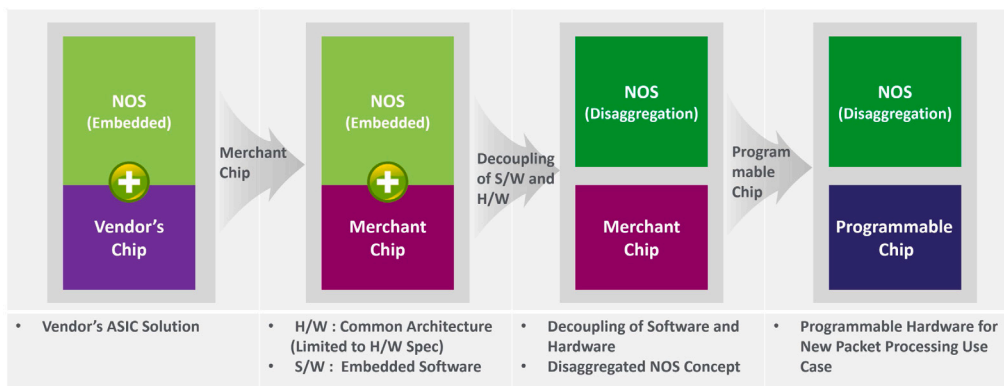 NOS
(Embedded)
Vendor's
Chip
Merchant
Chip
NOS
(Embedded)
Merchant
Chip
Decoupling
of S/W and
H/W
NOS
(Disaggregation)
Merchant
Chip
Program
mable
Chip
NOS
(Disaggregation)
Programmable
Chip
• Vendor's ASIC Solution
• H/W : Common Architecture
(Limited to H/W Spec)
• S/W : Embedded Software
• Decoupling of Software and
Hardware
• Disaggregated NOS Concept
• Programmable Hardware for
New Packet Processing Use
Case